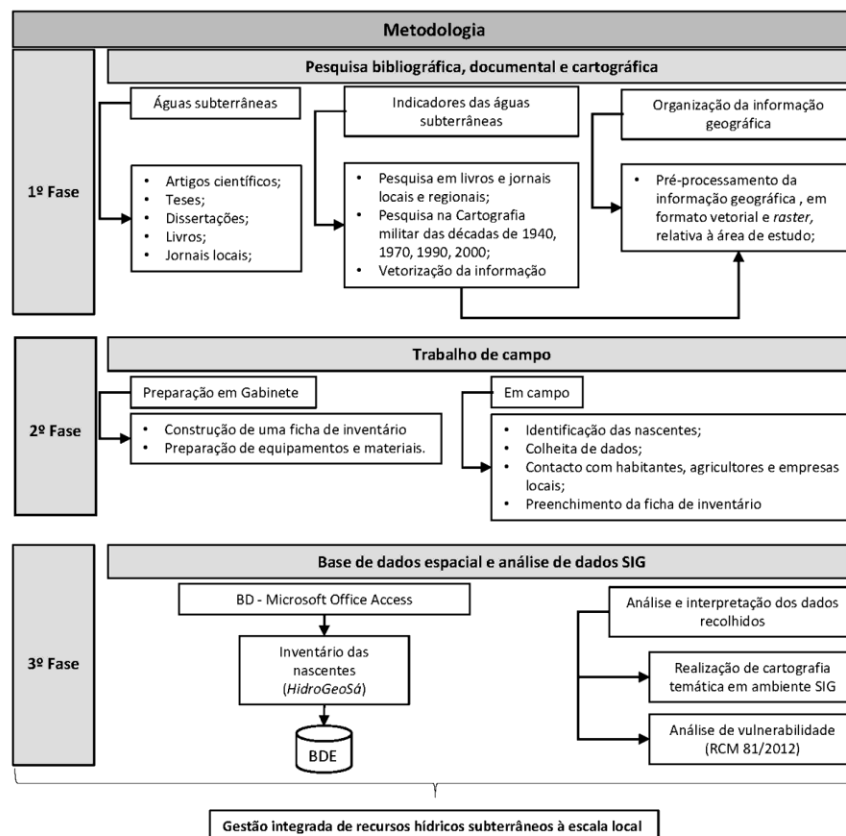 Metodologia
1º Fase
Pesquisa bibliográfica, documental e cartográfica
Águas subterrâneas
• Artigos científicos;
• Teses;
• Dissertações;
• Livros;
• Jornais locais;
Indicadores das águas
subterrâneas
• Pesquisa em livros e jornais
locais e regionais;
• Pesquisa na Cartografia
militar das décadas de 1940,
1970, 1990, 2000;
• Vetorização da informação
Organização da informação
geográfica
• Pré-processamento da
informação geográfica , em
formato vetorial e raster,
relativa à área de estudo;
2º Fase
Trabalho de campo
Preparação em Gabinete
• Construção de uma ficha de inventário
• Preparação de equipamentos e materiais.
Em campo
• Identificação das nascentes;
• Colheita de dados;
• Contacto com habitantes, agricultores e empresas
locais;
• Preenchimento da ficha de inventário
3º Fase
Base de dados espacial e análise de dados SIG
BD - Microsoft Office Access
Inventário das
nascentes
(HidroGeoSá)
BDE
Análise e interpretação dos dados
recolhidos
Realização de cartografia
temática em ambiente SIG
Análise de vulnerabilidade
(RCM 81/2012)
Gestão integrada de recursos hídricos subterrâneos à escala local